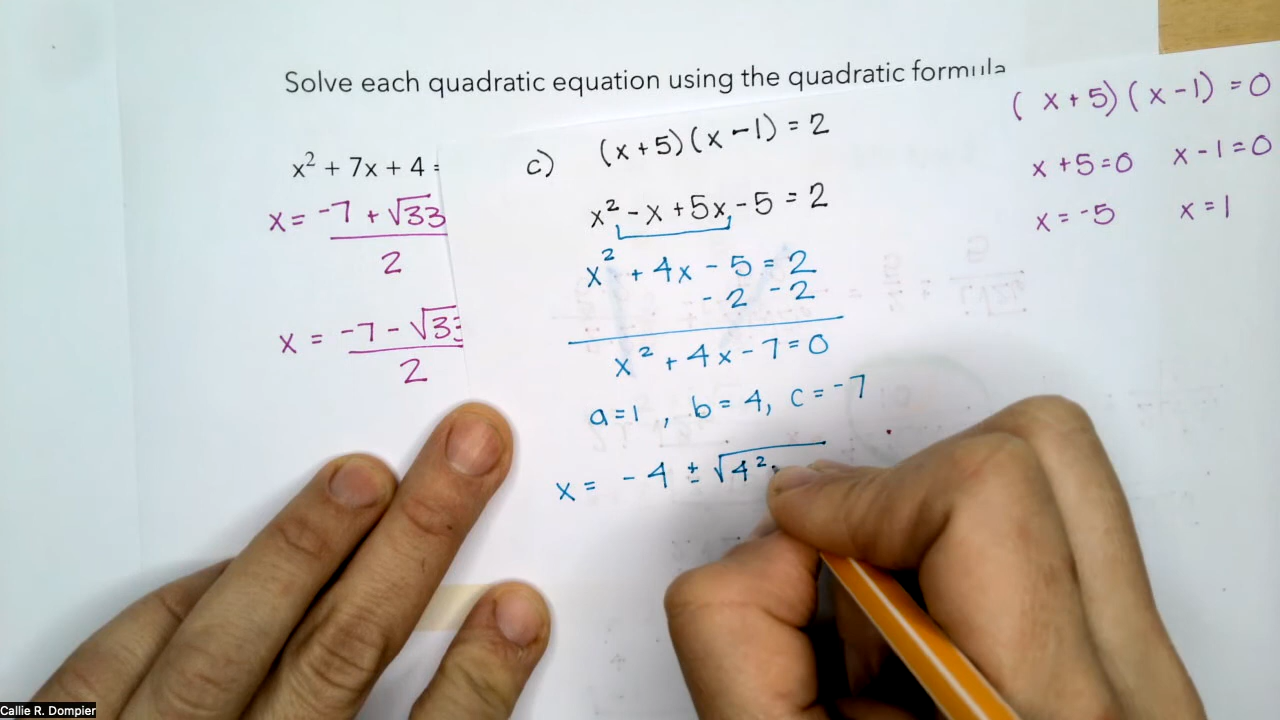 Solve each quadratic equation using the quadratic formula
x² + 7x + 4 =
x = -7 + √33
2
x = -7 - √33
2
c) (x+5)(x-1) = 2
x² - x + 5x - 5 = 2
x² + 4x - 5 = 2
- 2 - 2
x² + 4x - 7 = 0
a=1, b=4, c=-7
x = -4 ± √4²
(x+5)(x-1) = 0
x+5=0 x-1=0
x=-5 x=1
Callie R. Dompier